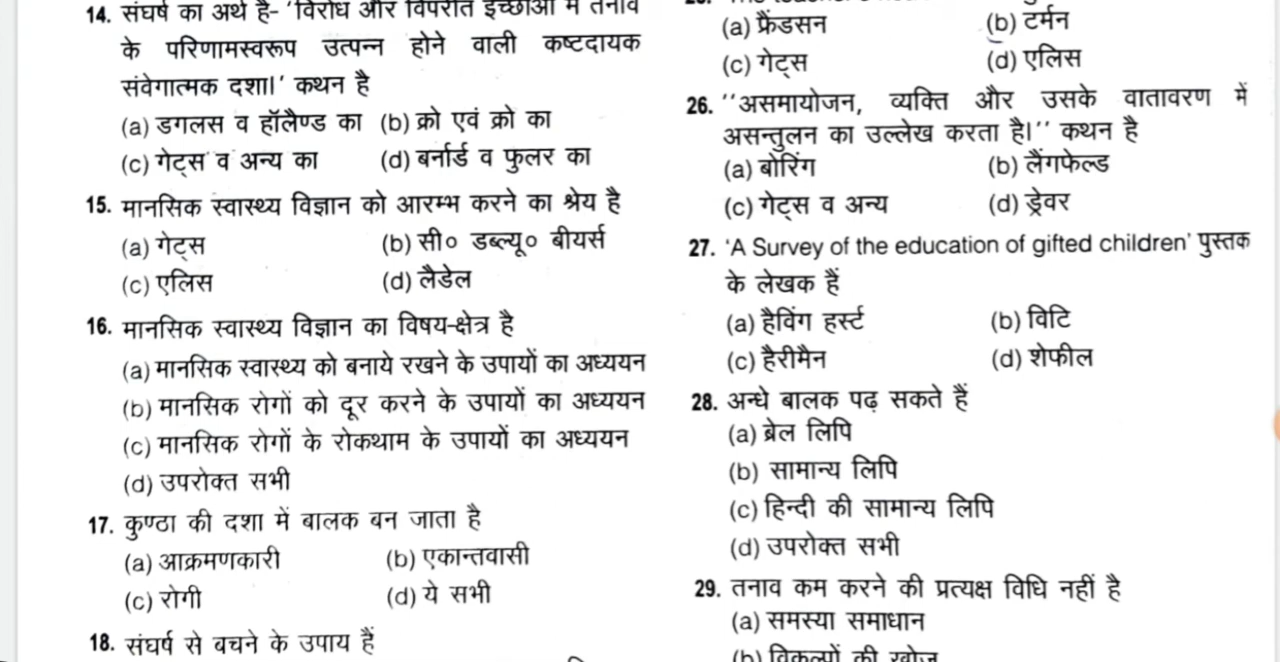 14. संघर्ष का अर्थ है- 'विरोध और विपरीत इच्छाओं में तनाव
के परिणामस्वरूप उत्पन्न होने वाली कष्टदायक
संवेगात्मक दशा।' कथन है
(a) डगलस व हॉलैण्ड का (b) क्रो एवं क्रो का
(c) गेट्स व अन्य का (d) बर्नार्ड व फुलर का
15. मानसिक स्वास्थ्य विज्ञान को आरम्भ करने का श्रेय है
(a) गेट्स (b) सी० डब्ल्यू० बीयर्स
(c) एलिस (d) लैडेल
16. मानसिक स्वास्थ्य विज्ञान का विषय-क्षेत्र है
(a) मानसिक स्वास्थ्य को बनाये रखने के उपायों का अध्ययन
(b) मानसिक रोगों को दूर करने के उपायों का अध्ययन
(c) मानसिक रोगों के रोकथाम के उपायों का अध्ययन
(d) उपरोक्त सभी
17. कुण्ठा की दशा में बालक बन जाता है
(a) आक्रमणकारी (b) एकान्तवासी
(c) रोगी (d) ये सभी
18. संघर्ष से बचने के उपाय हैं
(a) फ्रैंडसन (b) टर्मन
(c) गेट्स (d) एलिस
26. ''असमायोजन, व्यक्ति और उसके वातावरण में
असन्तुलन का उल्लेख करता है।'' कथन है
(a) बोरिंग (b) लैंगफेल्ड
(c) गेट्स व अन्य (d) ड्रेवर
27. 'A Survey of the education of gifted children' पुस्तक
के लेखक हैं
(a) हैविंग हर्स्ट (b) विटि
(c) हैरीमैन (d) शेफील
28. अन्धे बालक पढ़ सकते हैं
(a) ब्रेल लिपि
(b) सामान्य लिपि
(c) हिन्दी की सामान्य लिपि
(d) उपरोक्त सभी
29. तनाव कम करने की प्रत्यक्ष विधि नहीं है
(a) समस्या समाधान
(b) विकल्पों की खोज